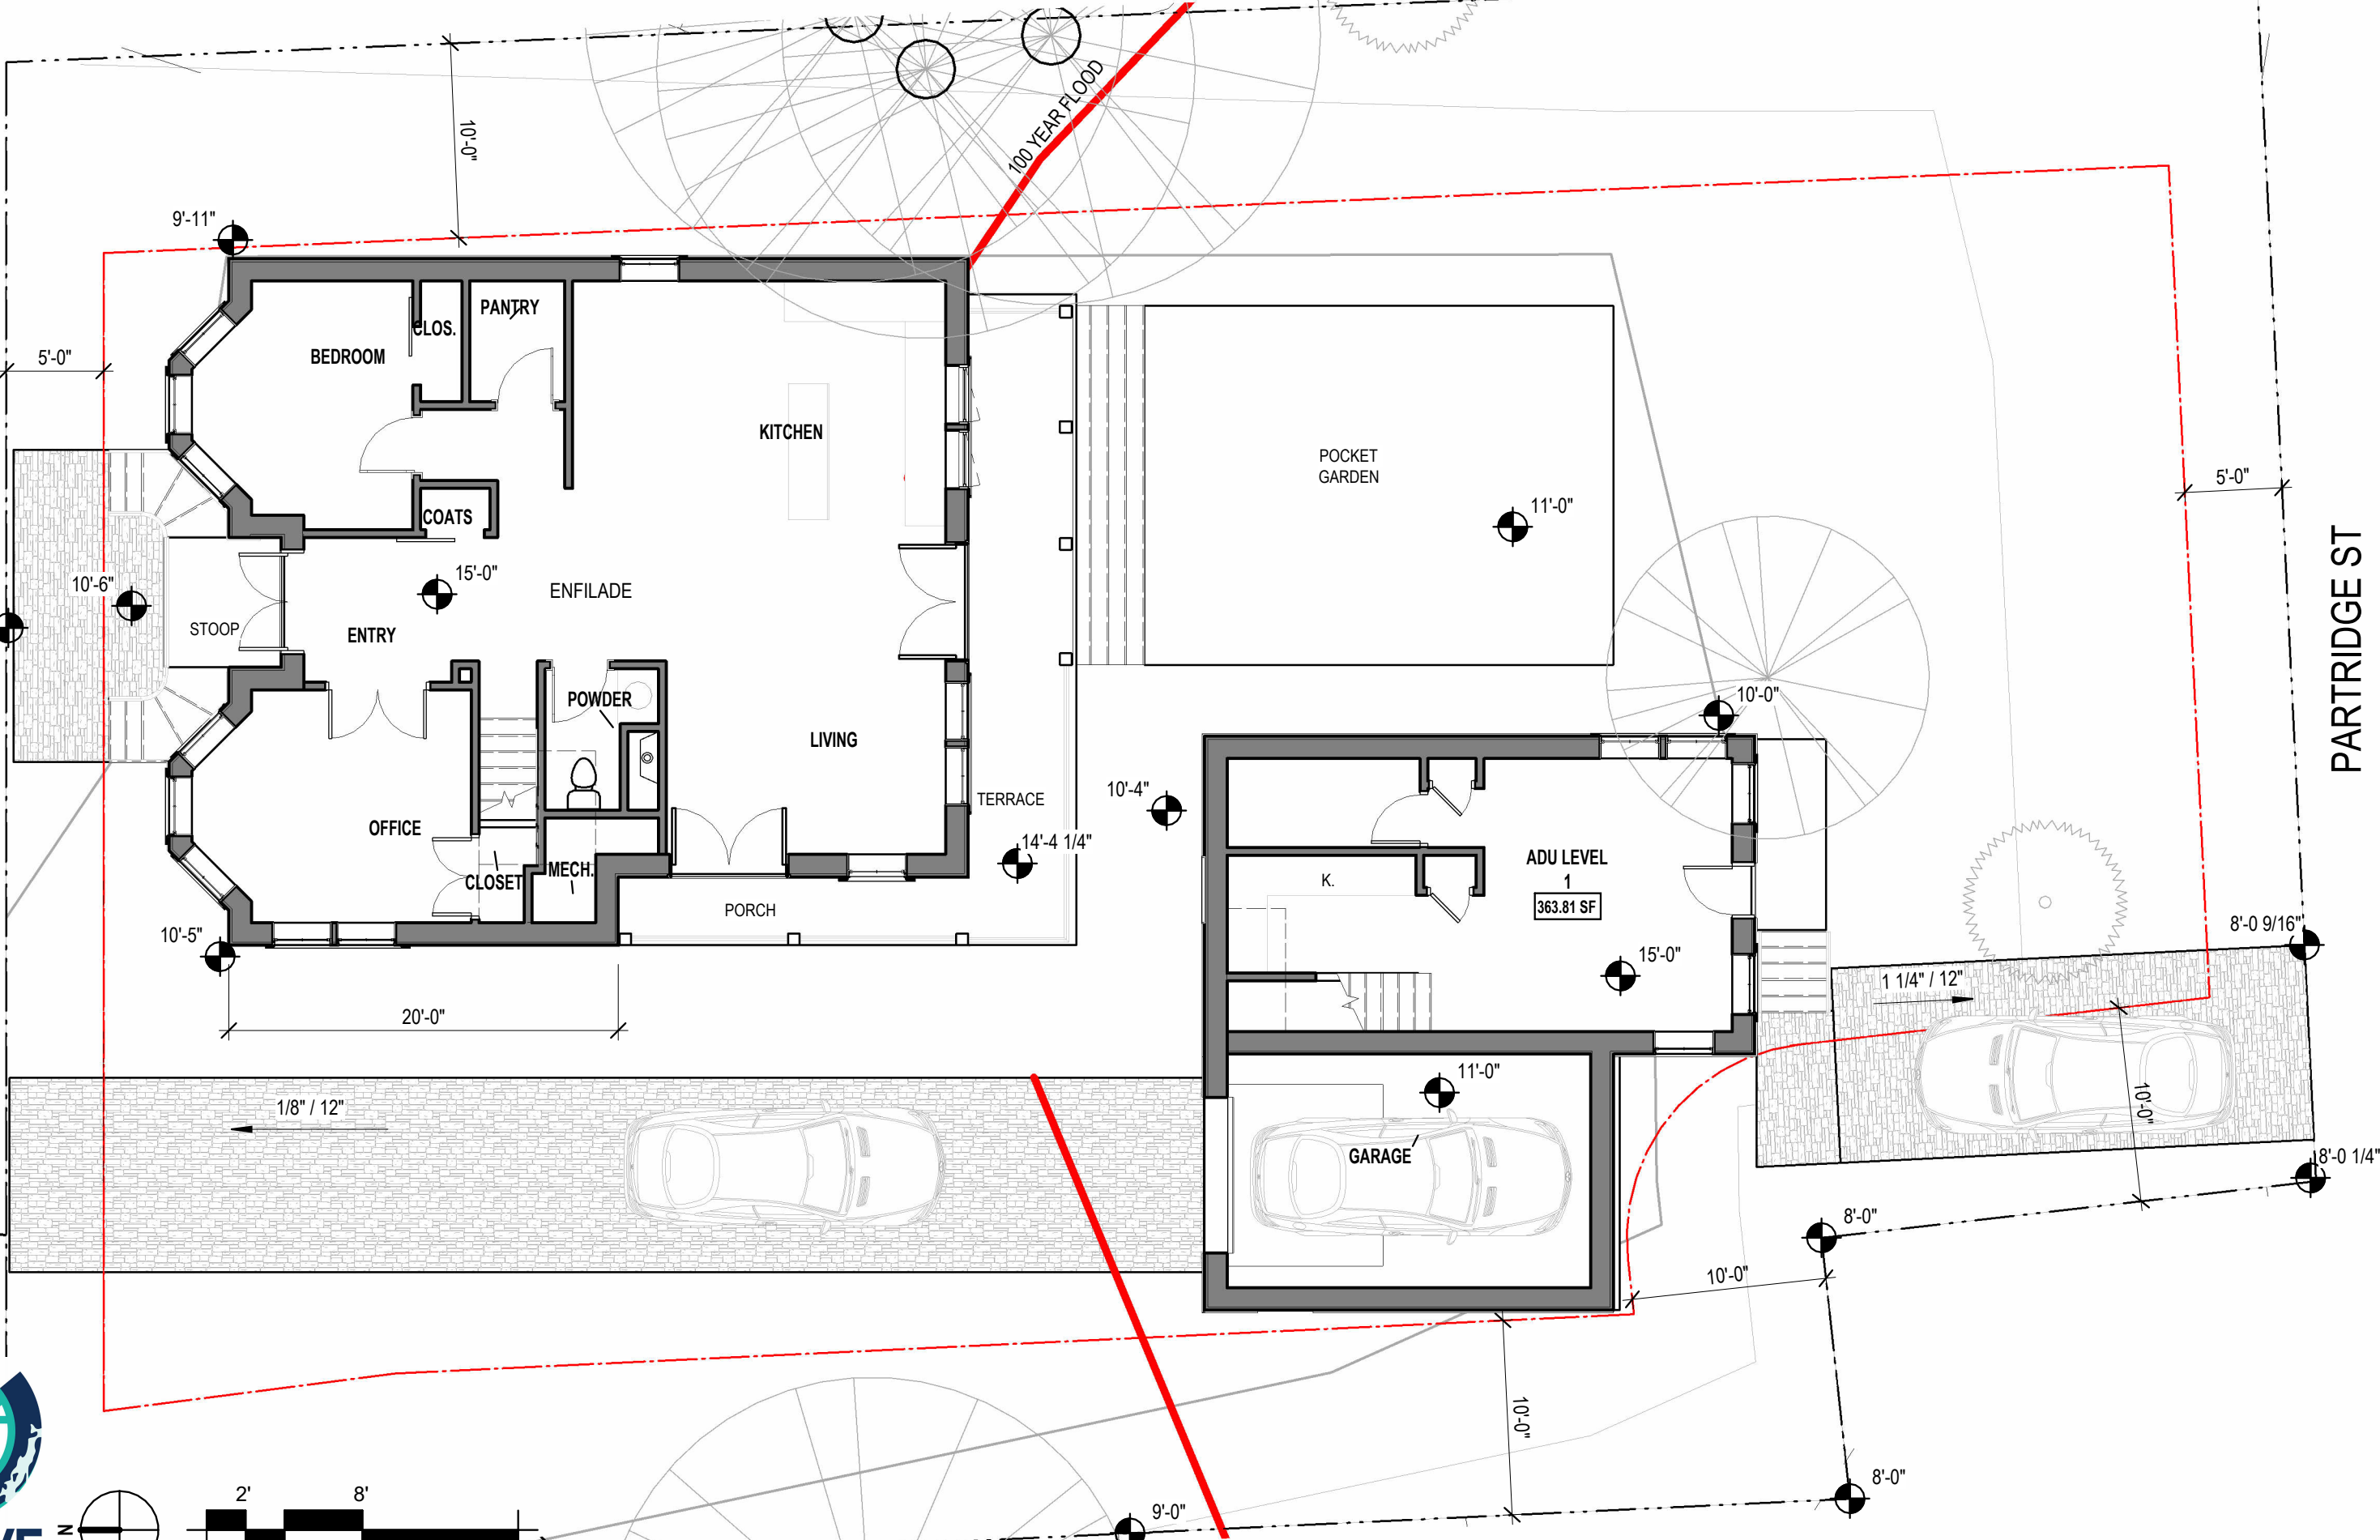 100 YEAR FLOOD
10'-0"
9'-11"
PANTRY
CLOS.
BEDROOM
5'-0"
KITCHEN
POCKET
GARDEN
11'-0"
5'-0"
COATS
15'-0"
10'-6"
ENFILADE
STOOP
ENTRY
PARTRIDGE ST
POWDER
10'-0"
LIVING
TERRACE
10'-4"
OFFICE
14'-4 1/4"
ADU LEVEL
1
363.81 SF
MECH.
CLOSET
K.
PORCH
10'-5"
8'-0 9/16"
15'-0"
1 1/4" / 12"
20'-0"
11'-0"
1/8" / 12"
10'-0"
GARAGE
8'-0 1/4"
8'-0"
10'-0"
10'-0"
8'-0"
2'
8'
9'-0"
N